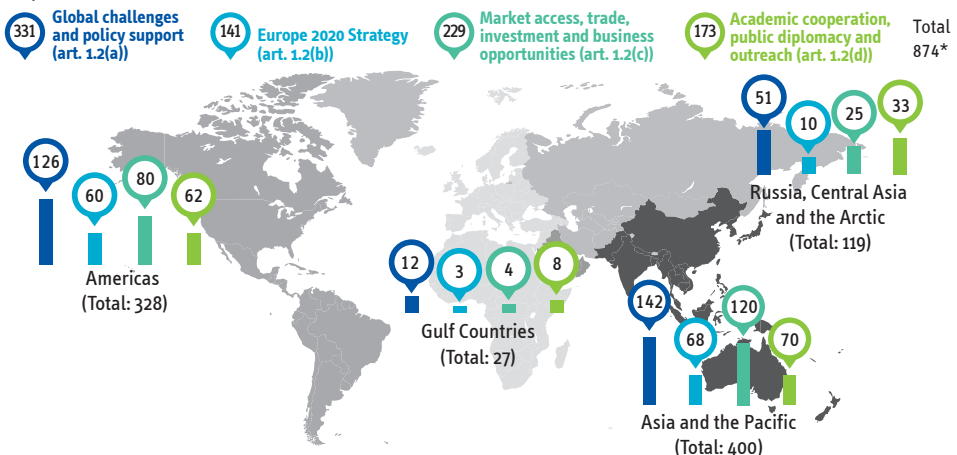 331
Global challenges
and policy support
(art. 1.2(a))
141
Europe 2020 Strategy
(art. 1.2(b))
229
Market access, trade,
investment and business
opportunities (art. 1.2(c))
173
Academic cooperation,
public diplomacy and
outreach (art. 1.2(d))
Total
874*
126
60
80
62
Americas
(Total: 328)
12
3
4
8
Gulf Countries
(Total: 27)
51
10
25
33
Russia, Central Asia
and the Arctic
(Total: 119)
142
68
120
70
Asia and the Pacific
(Total: 400)